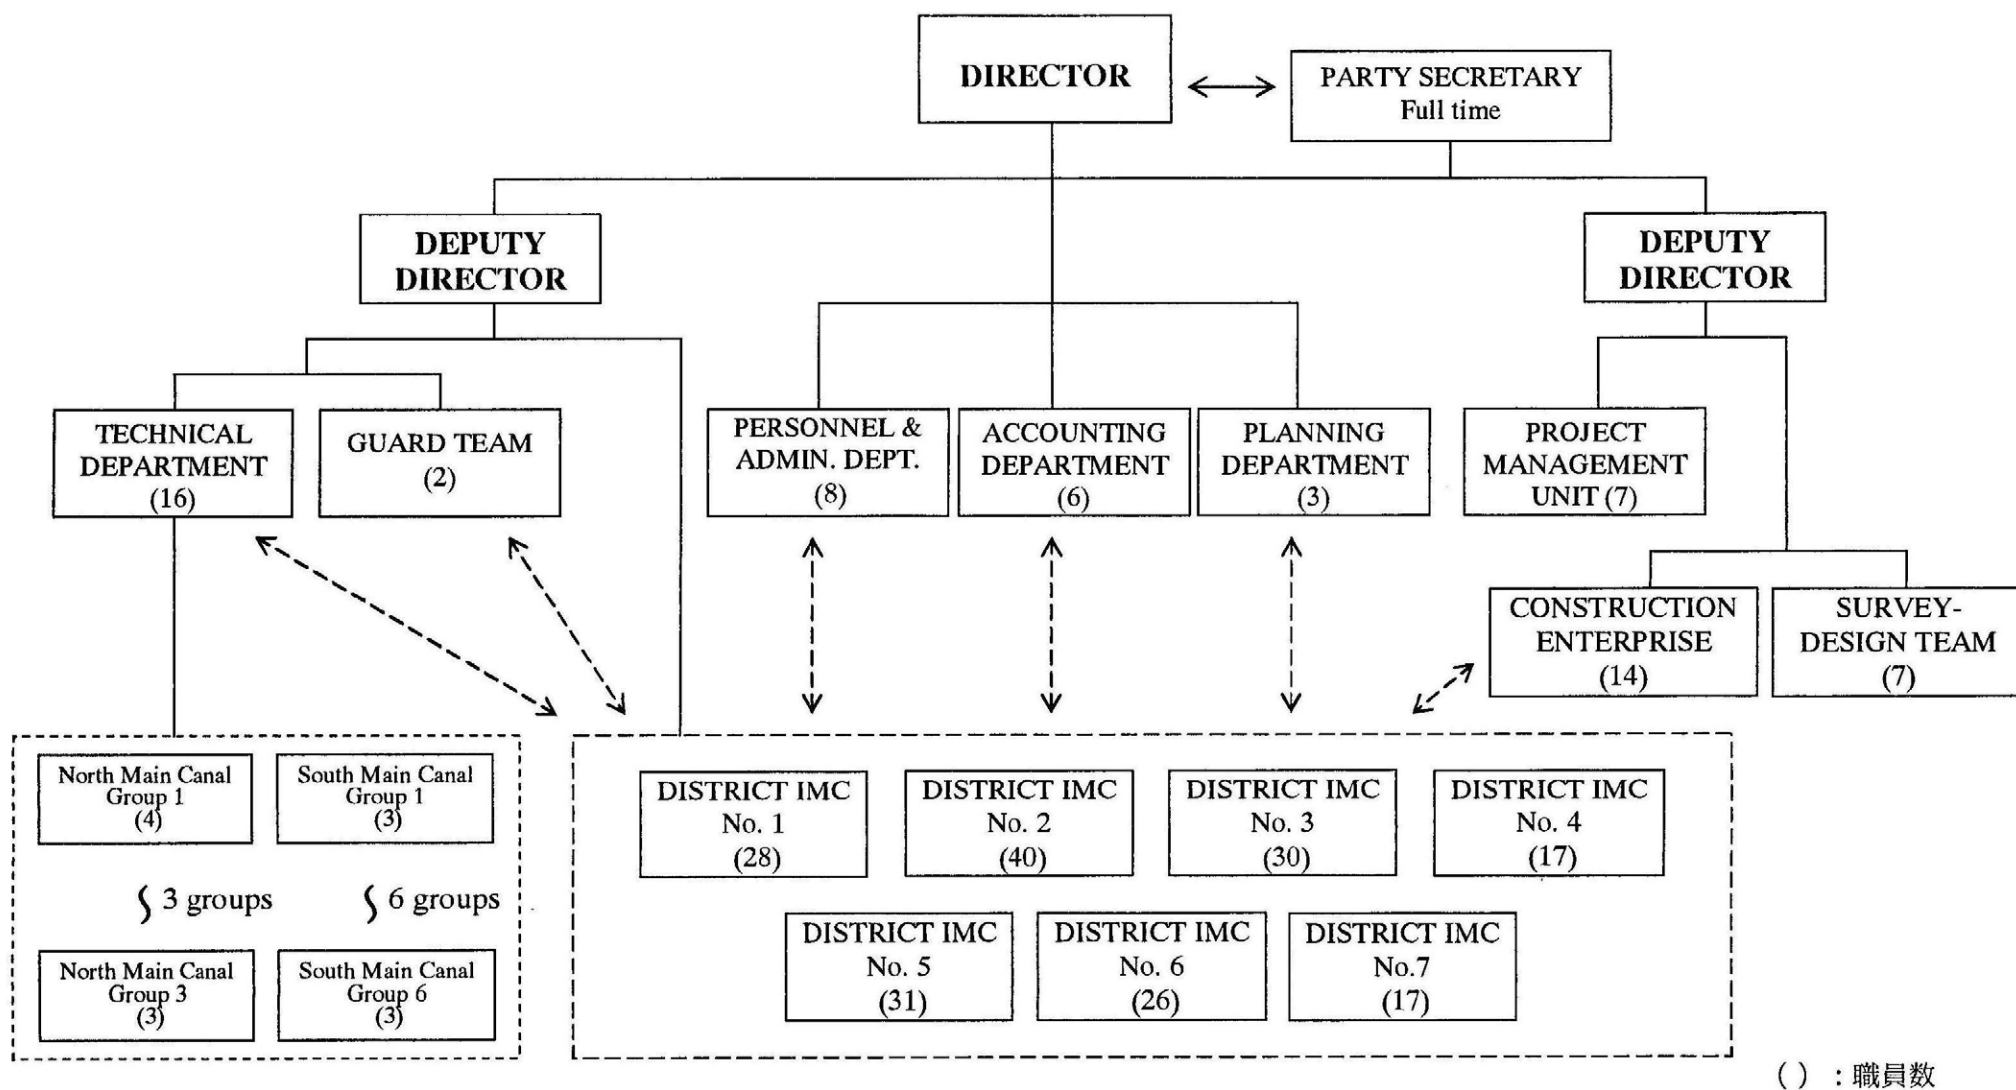 DIRECTOR
PARTY SECRETARY
Full time
DEPUTY
DIRECTOR
DEPUTY
DIRECTOR
TECHNICAL
DEPARTMENT
(16)
GUARD TEAM
(2)
PERSONNEL &
ADMIN. DEPT.
(8)
ACCOUNTING
DEPARTMENT
(6)
PLANNING
DEPARTMENT
(3)
PROJECT
MANAGEMENT
UNIT (7)
CONSTRUCTION
ENTERPRISE
(14)
SURVEY-
DESIGN TEAM
(7)
North Main Canal
Group 1
(4)
South Main Canal
Group 1
(3)
3 groups
6 groups
North Main Canal
Group 3
(3)
South Main Canal
Group 6
(3)
DISTRICT IMC
No. 1
(28)
DISTRICT IMC
No. 2
(40)
DISTRICT IMC
No. 3
(30)
DISTRICT IMC
No. 4
(17)
DISTRICT IMC
No. 5
(31)
DISTRICT IMC
No. 6
(26)
DISTRICT IMC
No.7
(17)
( ) : 職員数